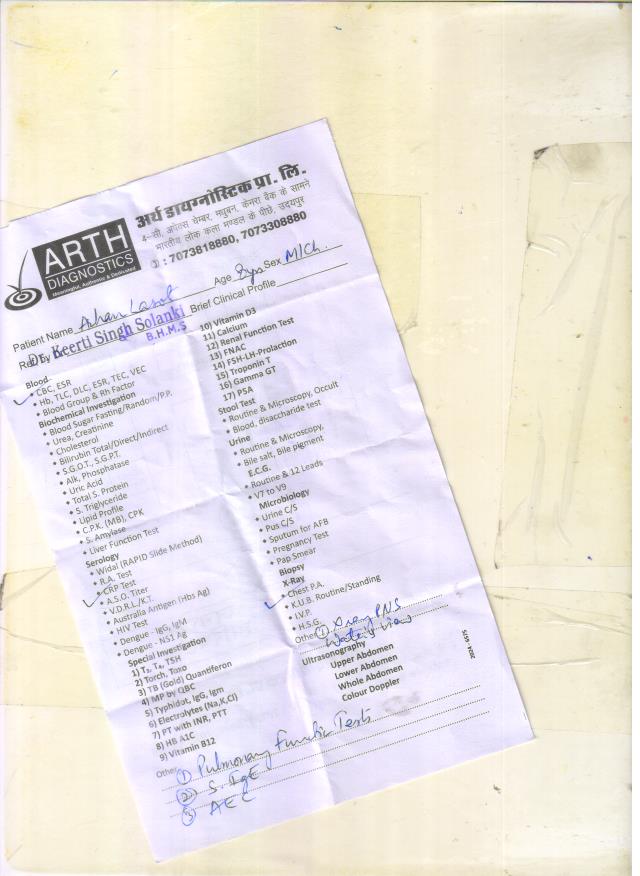 अर्थ डायग्नोस्टिक प्रा. लि.
4-सी, ऑपेल्स चेम्बर, मधुबन, केनरा बैंक के सामने
भारतीय लोक कला मण्डल के पीछे, उदयपुर
: 7073818880, 7073308880
ARTH
DIAGNOSTICS
Meaningful, Authentic & Dedicated
Patient Name Age 8yrs Sex M/Ch.
Ref. by Dr. Keerti Singh Solanki Brief Clinical Profile
B.H.M.S
Blood
• CBC, ESR
• Hb, TLC, DLC, ESR, TEC, VEC
• Blood Group & Rh Factor
Biochemical Investigation
• Blood Sugar Fasting/Random/P.P.
• Urea, Creatinine
• Cholesterol
• Bilirubin Total/Direct/Indirect
• S.G.O.T., S.G.P.T.
• Alk, Phosphatase
• Uric Acid
• Total S. Protein
• S. Triglyceride
• Lipid Profile
• C.P.K. (MB), CPK
• S. Amylase
• Liver Function Test
Serology
• Widal (RAPID Slide Method)
• R.A. Test
• CRP Test
• A.S.O. Titer
• V.D.R.L./K.T.
• Australia Antigen (Hbs Ag)
• HIV Test
• Dengue - IgG, IgM
• Dengue - NS1 Ag
Special Investigation
1) T₃, T₄, TSH
2) Torch, Toxo
3) TB (Gold) Quantiferon
4) MP by QBC
5) Typhidot, IgG, Igm
6) Electrolytes (Na,K,Cl)
7) PT with INR, PTT
8) HB A1C
9) Vitamin B12
10) Vitamin D3
11) Calcium
12) Renal Function Test
13) FNAC
14) FSH-LH-Prolaction
15) Troponin T
16) Gamma GT
17) PSA
Stool Test
• Routine & Microscopy, Occult
• Blood, disaccharide test
Urine
• Routine & Microscopy,
• Bile salt, Bile pigment
E.C.G.
• Routine & 12 Leads
• V7 to V9
Microbiology
• Urine C/S
• Pus C/S
• Sputum for AFB
• Pregnancy Test
• Pap Smear
Biopsy
X-Ray
• Chest P.A.
• K.U.B. Routine/Standing
• I.V.P.
• H.S.G.
Other ① Xray PNS
Water's view
Ultrasonography
Upper Abdomen
Lower Abdomen
Whole Abdomen
Colour Doppler
Other ① Pulmonary Function Tests
② S. IgE
③ AEC